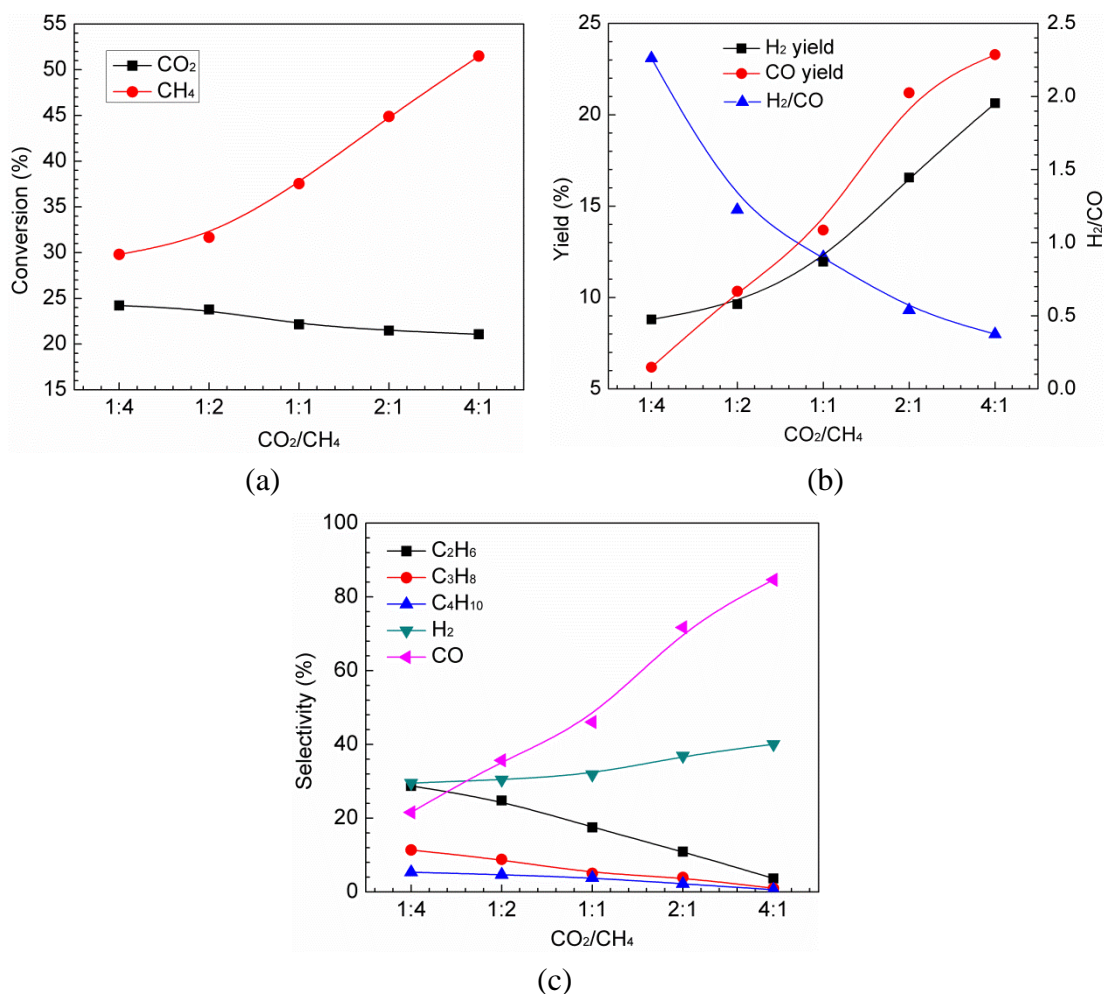 55
50
45
40
35
30
25
20
15
Conversion (%)
CO₂
CH₄
1:4 1:2 1:1 2:1 4:1
CO₂/CH₄
(a)
25
20
15
10
5
Yield (%)
H₂ yield
CO yield
H₂/CO
2.5
2.0
1.5
1.0
0.5
0.0
H₂/CO
1:4 1:2 1:1 2:1 4:1
CO₂/CH₄
(b)
100
80
60
40
20
0
Selectivity (%)
C₂H₆
C₃H₈
C₄H₁₀
H₂
CO
1:4 1:2 1:1 2:1 4:1
CO₂/CH₄
(c)